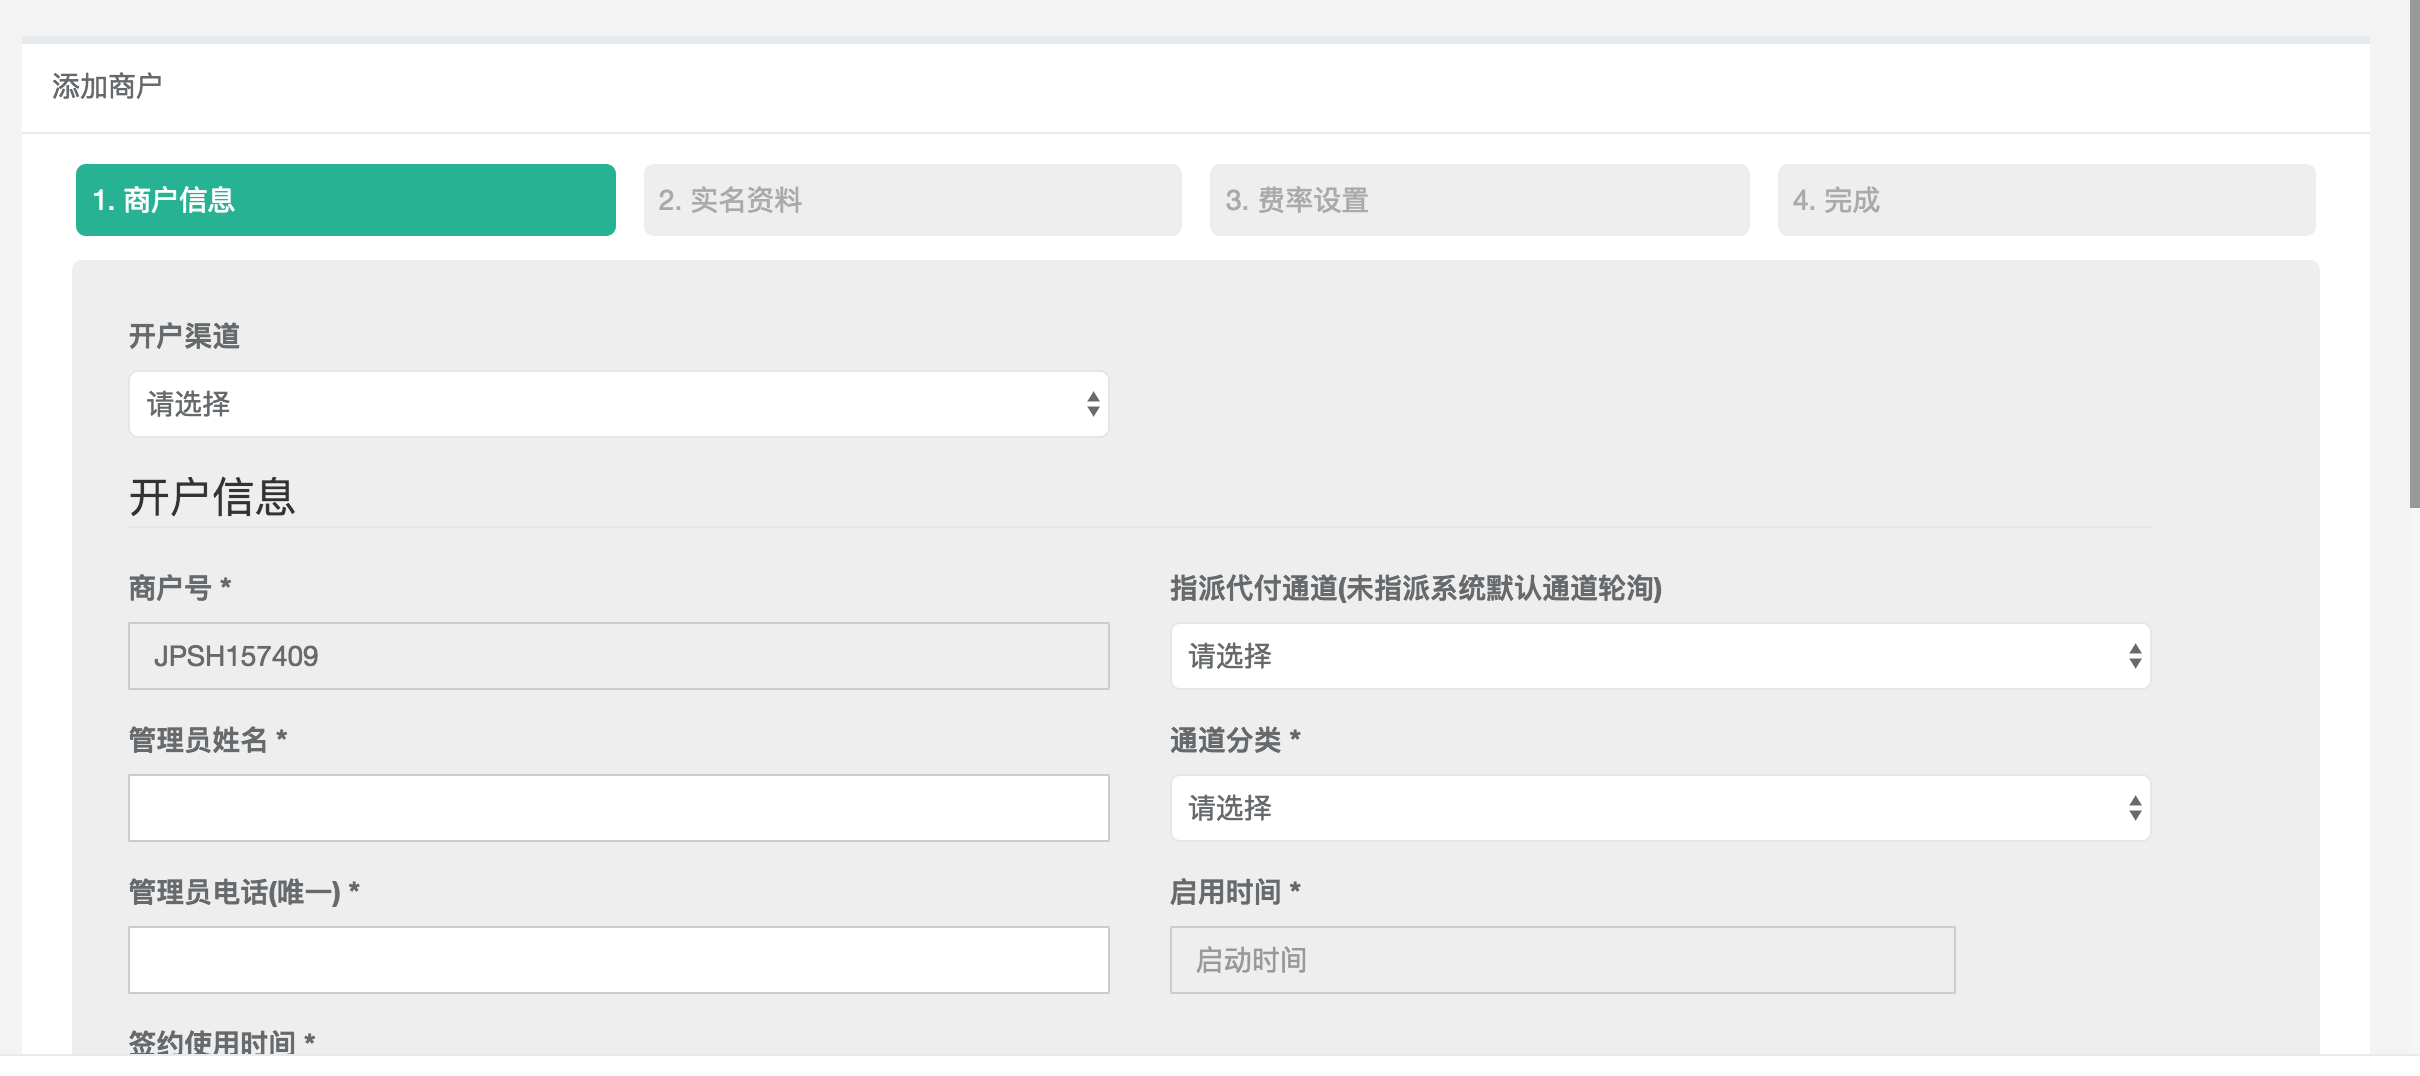 添加商户
1. 商户信息
2. 实名资料
3. 费率设置
4. 完成
开户渠道
请选择
开户信息
商户号 *
指派代付通道(未指派系统默认通道轮洵)
JPSH157409
请选择
管理员姓名 *
通道分类 *
请选择
管理员电话(唯一) *
启用时间 *
启动时间
签约使用时间 *